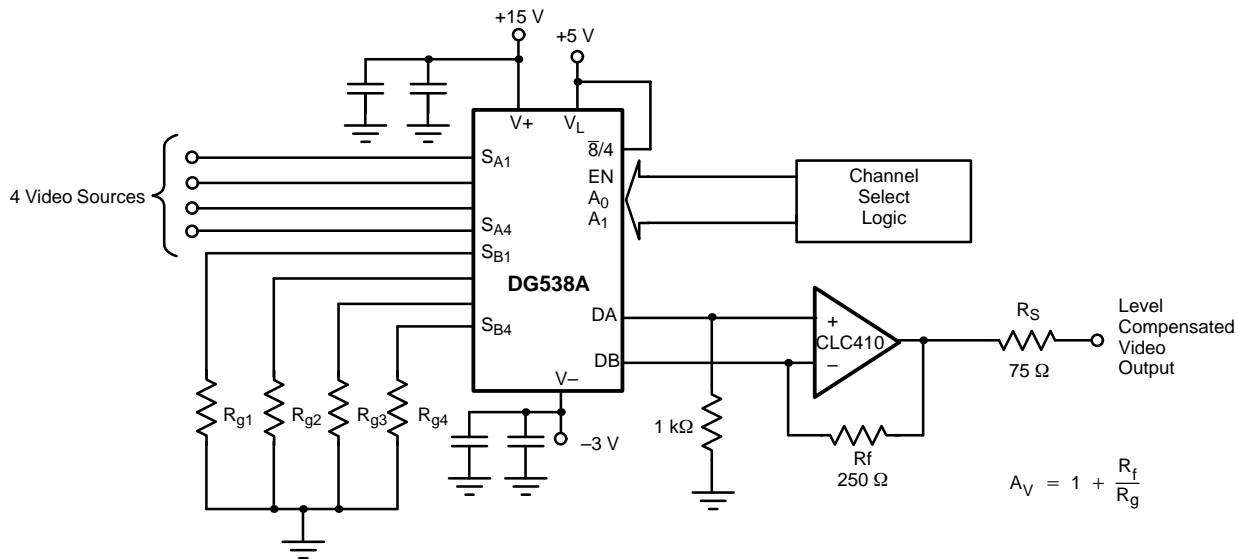 +15 V
+5 V
V+
V_L
8̅/4
S_A1
EN
Channel
Select
Logic
4 Video Sources
A_0
A_1
S_A4
S_B1
DG538A
DA
+
CLC410
–
R_S
75 Ω
Level
Compensated
Video
Output
S_B4
DB
V–
–3 V
R_g1
R_g2
R_g3
R_g4
1 kΩ
Rf
250 Ω
A_V = 1 + R_f/R_g